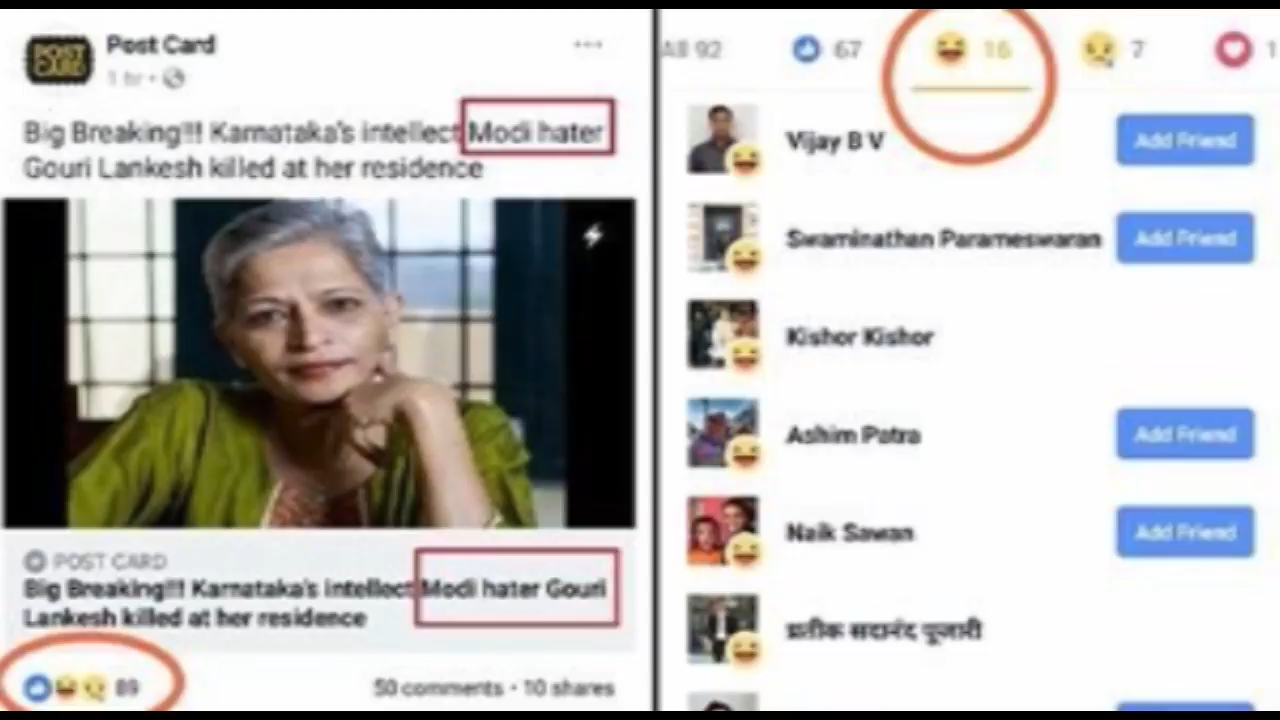 POST CARD
Post Card
1 hr
Big Breaking!!! Karnataka's intellect Modi hater
Gouri Lankesh killed at her residence
POST CARD
Big Breaking!!! Karnataka's intellect Modi hater Gouri
Lankesh killed at her residence
89
50 comments · 10 shares
All 92 67 16 7 1
Vijay B V Add Friend
Swaminathan Parameswaran Add Friend
Kishor Kishor
Ashim Patra Add Friend
Naik Sawan Add Friend
प्रतीक सदानंद पूजारी